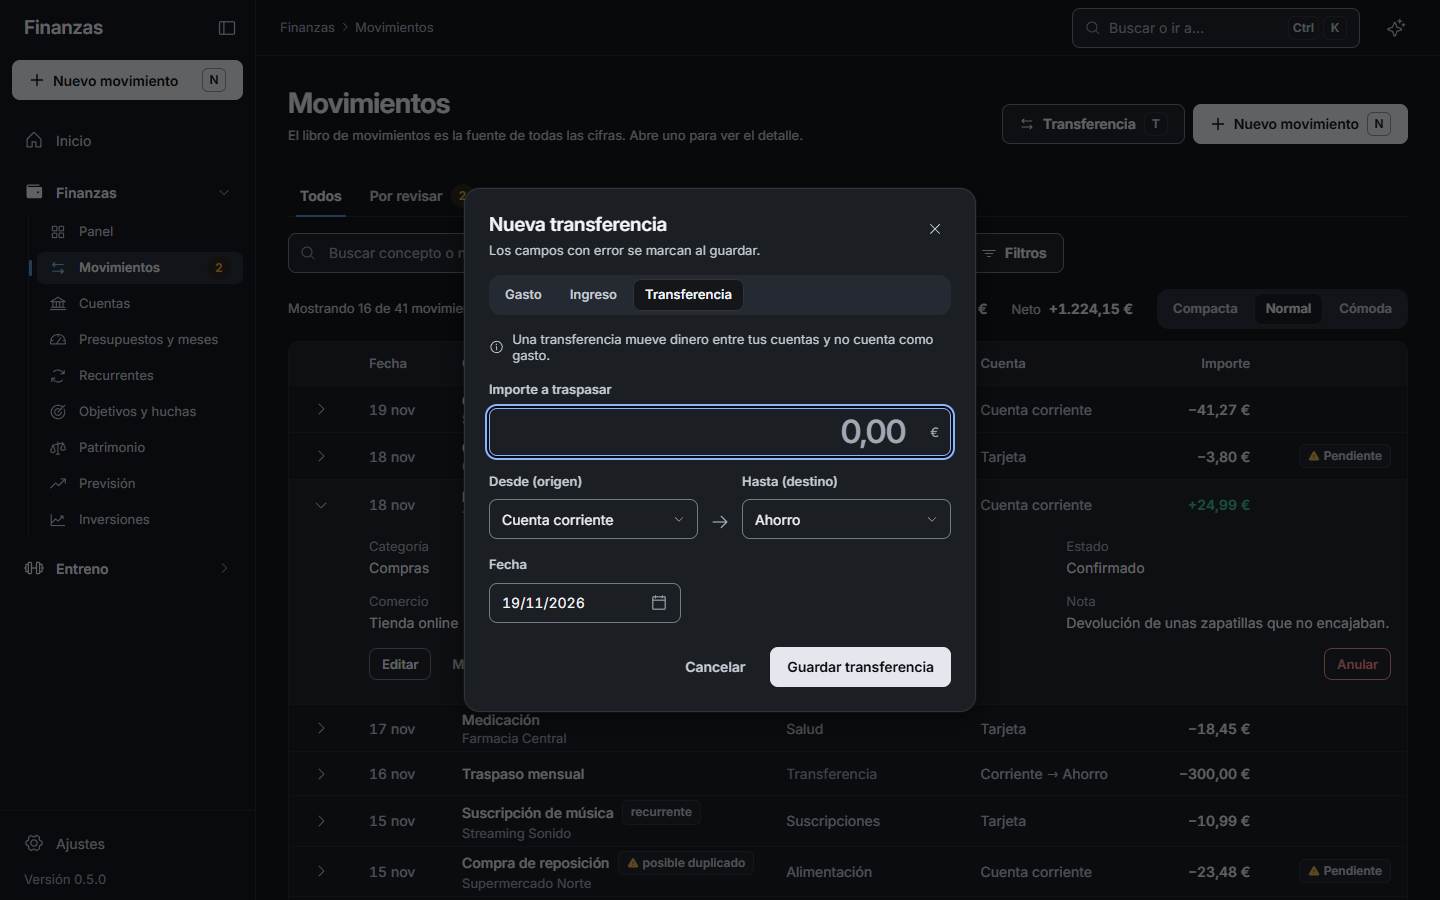 Finanzas
Nuevo movimiento N
Inicio
Finanzas
Panel
Movimientos 2
Cuentas
Presupuestos y meses
Recurrentes
Objetivos y huchas
Patrimonio
Previsión
Inversiones
Entreno
Ajustes
Versión 0.5.0
Finanzas > Movimientos
Buscar o ir a... Ctrl K
Movimientos
El libro de movimientos es la fuente de todas las cifras. Abre uno para ver el detalle.
Transferencia T
Nuevo movimiento N
Todos Por revisar 2
Buscar concepto o
Filtros
Mostrando 16 de 41
€ Neto +1.224,15 €
Compacta Normal Cómoda
Fecha Cuenta Importe
19 nov Cuenta corriente −41,27 €
18 nov Tarjeta −3,80 € Pendiente
18 nov Cuenta corriente +24,99 €
Categoría Estado
Compras Confirmado
Comercio Nota
Tienda online Devolución de unas zapatillas que no encajaban.
Editar Anular
17 nov Medicación Salud Tarjeta −18,45 €
Farmacia Central
16 nov Traspaso mensual Transferencia Corriente → Ahorro −300,00 €
15 nov Suscripción de música recurrente Suscripciones Tarjeta −10,99 €
Streaming Sonido
15 nov Compra de reposición posible duplicado Alimentación Cuenta corriente −23,48 € Pendiente
Supermercado Norte
Nueva transferencia
Los campos con error se marcan al guardar.
Gasto Ingreso Transferencia
Una transferencia mueve dinero entre tus cuentas y no cuenta como
gasto.
Importe a traspasar
0,00 €
Desde (origen) Hasta (destino)
Cuenta corriente → Ahorro
Fecha
19/11/2026
Cancelar Guardar transferencia